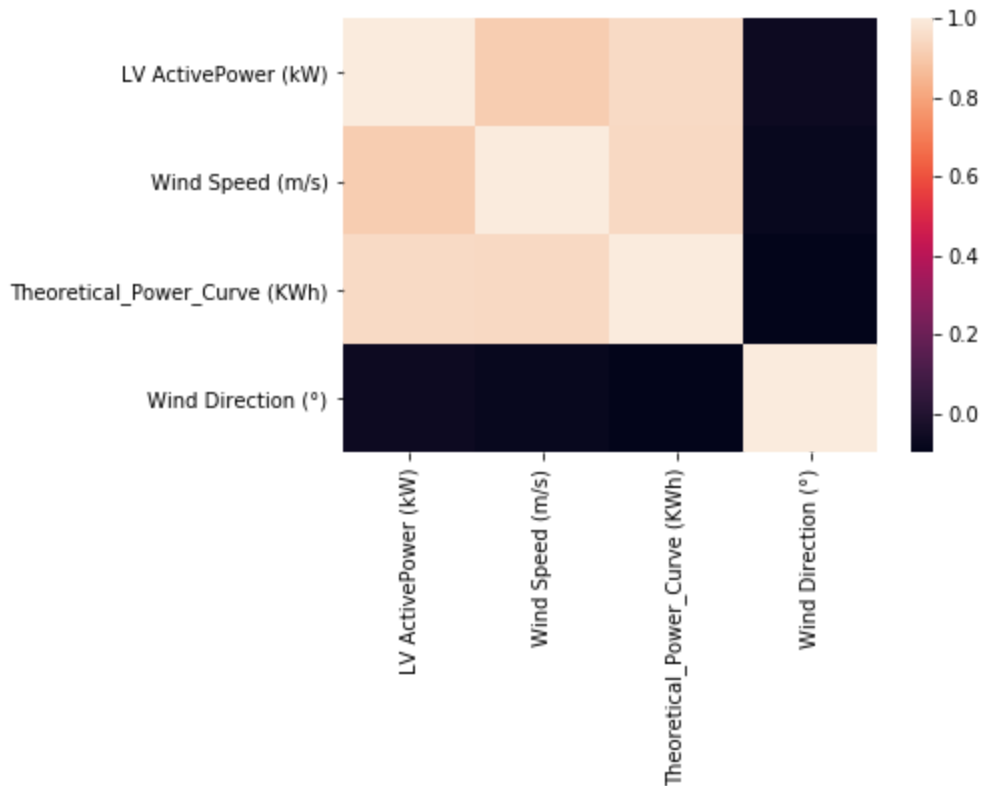 LV ActivePower (kW)
Wind Speed (m/s)
Theoretical_Power_Curve (KWh)
Wind Direction (°)
LV ActivePower (kW)
Wind Speed (m/s)
Theoretical_Power_Curve (KWh)
Wind Direction (°)
1.0
0.8
0.6
0.4
0.2
0.0